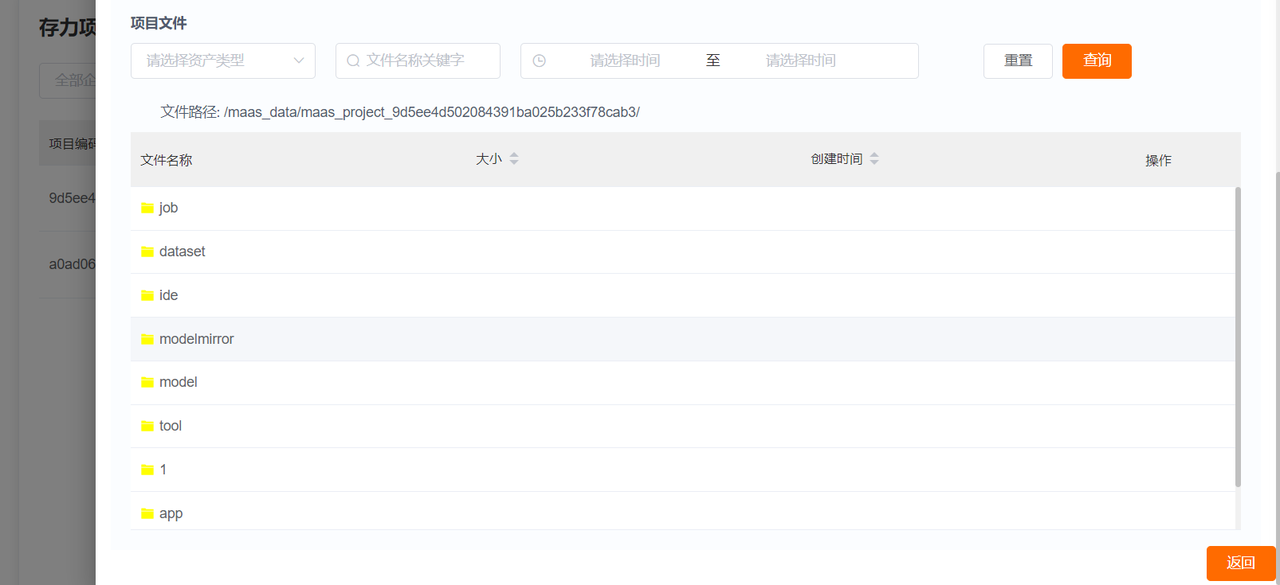 存力项
全部企
项目编码
9d5ee4
a0ad06
项目文件
请选择资产类型
文件名称关键字
请选择时间 至 请选择时间
重置
查询
文件路径: /maas_data/maas_project_9d5ee4d502084391ba025b233f78cab3/
文件名称 大小 创建时间 操作
job
dataset
ide
modelmirror
model
tool
1
app
返回